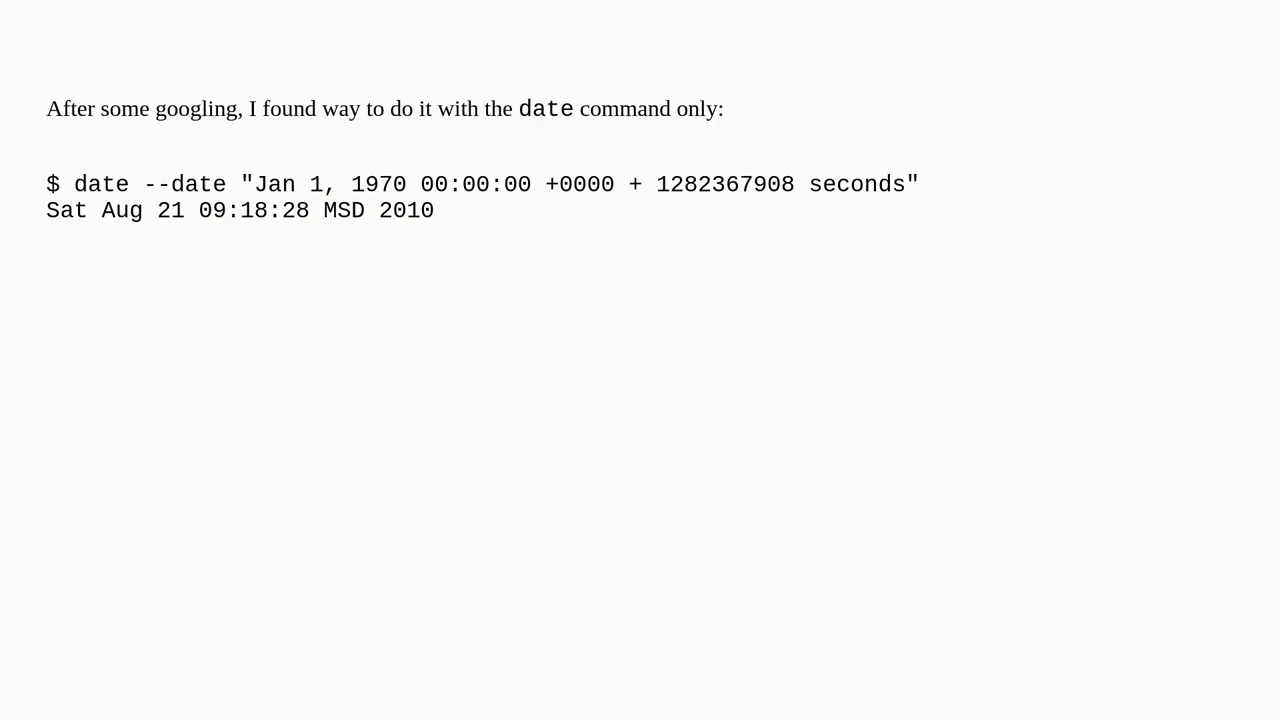 After some googling, I found way to do it with the date command only:
$ date --date "Jan 1, 1970 00:00:00 +0000 + 1282367908 seconds"
Sat Aug 21 09:18:28 MSD 2010